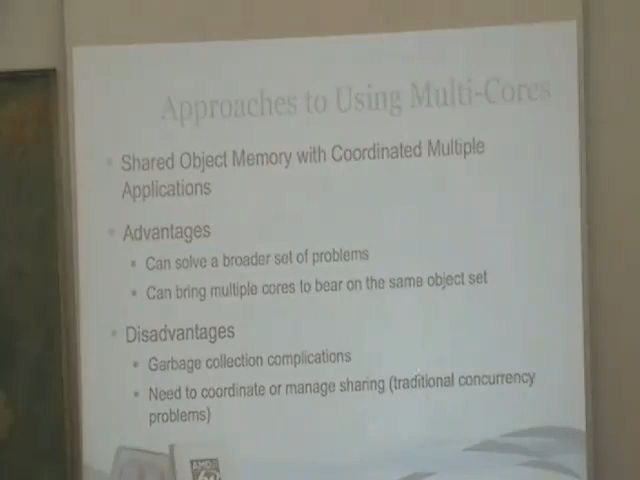 Approaches to Using Multi-Cores
Shared Object Memory with Coordinated Multiple
Applications
Advantages
Can solve a broader set of problems
Can bring multiple cores to bear on the same object set
Disadvantages
Garbage collection complications
Need to coordinate or manage sharing (traditional concurrency
problems)